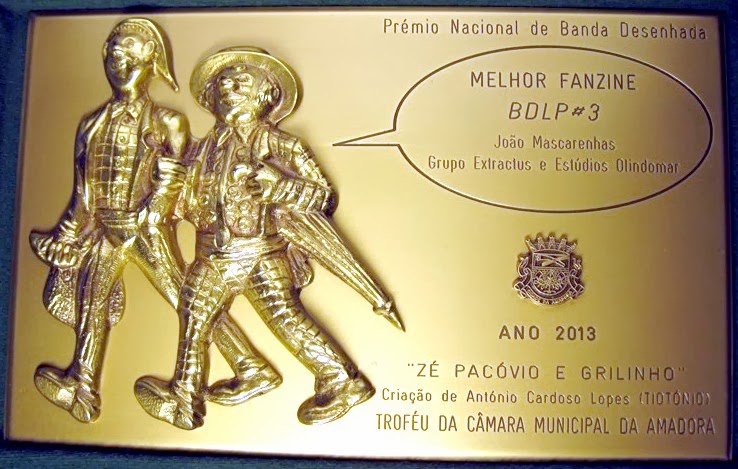 Prémio Nacional de Banda Desenhada
MELHOR FANZINE
BDLP#3
João Mascarenhas
Grupo Extractus e Estúdios Olindomar
ANO 2013
"ZÉ PACÓVIO E GRILINHO"
Criação de António Cardoso Lopes (TIOTÓNIO)
TROFÉU DA CÂMARA MUNICIPAL DA AMADORA